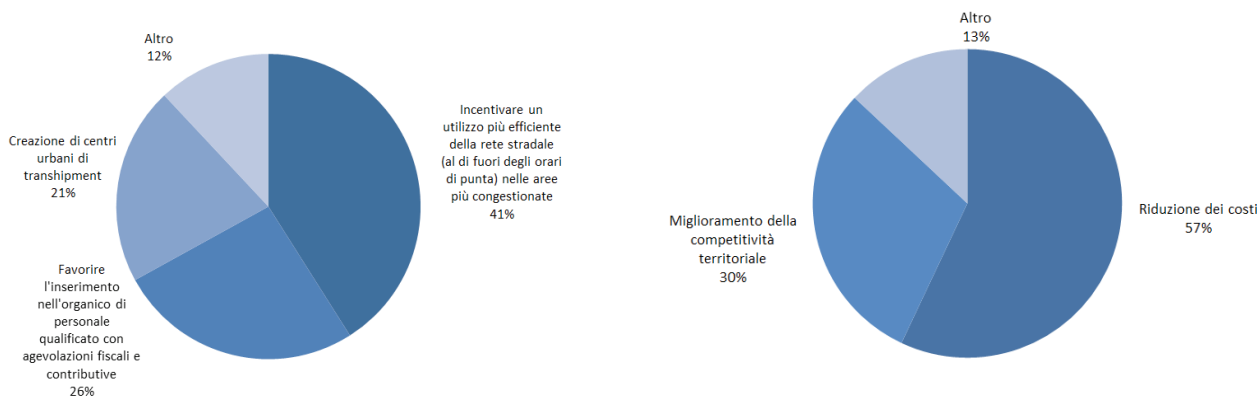 Altro
12%
Incentivare un
utilizzo più efficiente
della rete stradale
(al di fuori degli orari
di punta) nelle aree
più congestionate
41%
Creazione di centri
urbani di
transhipment
21%
Favorire
l'inserimento
nell'organico di
personale
qualificato con
agevolazioni fiscali e
contributive
26%
Altro
13%
Riduzione dei costi
57%
Miglioramento della
competitività
territoriale
30%